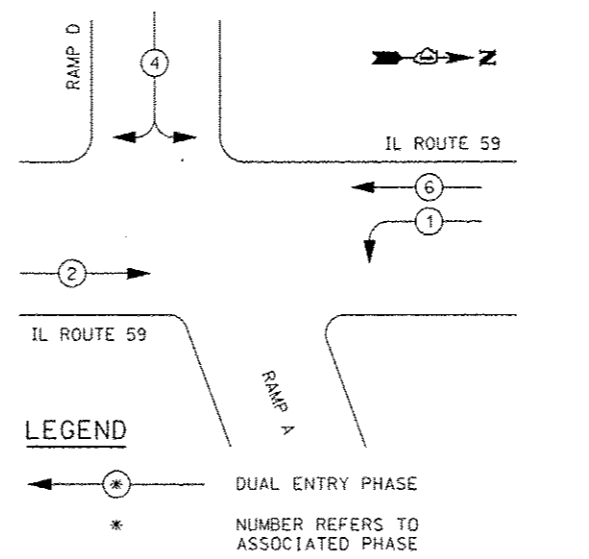 RAMP D
4
N
IL ROUTE 59
6
1
2
IL ROUTE 59
RAMP A
LEGEND
* DUAL ENTRY PHASE
* NUMBER REFERS TO
ASSOCIATED PHASE